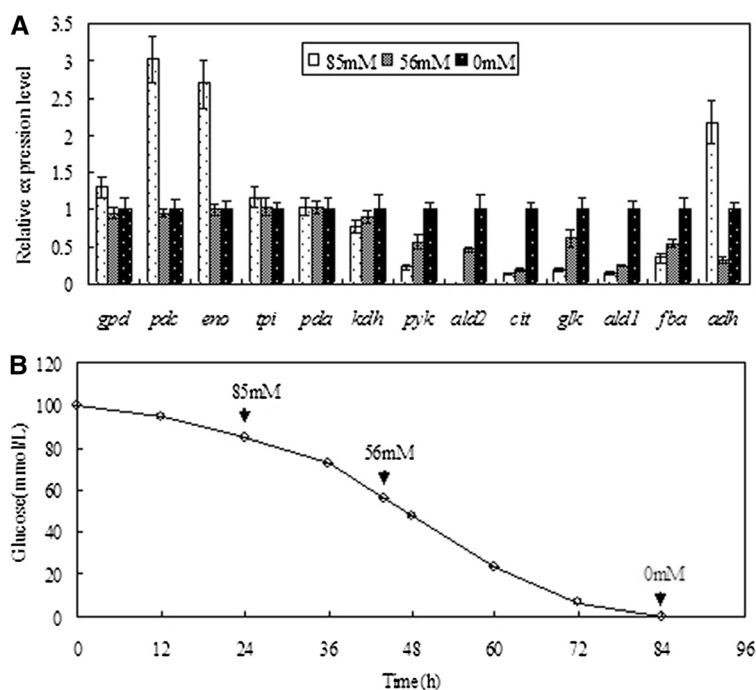 A
3.5
3
2.5
2
1.5
1
0.5
0
Relative expression level
85mM 56mM 0mM
gpd pdc eno tpi pda kdh pyk ald2 cit glk ald1 fba adh
B
120
100
80
60
40
20
0
Glucose(mmol/L)
85mM
56mM
0mM
0 12 24 36 48 60 72 84 96
Time(h)